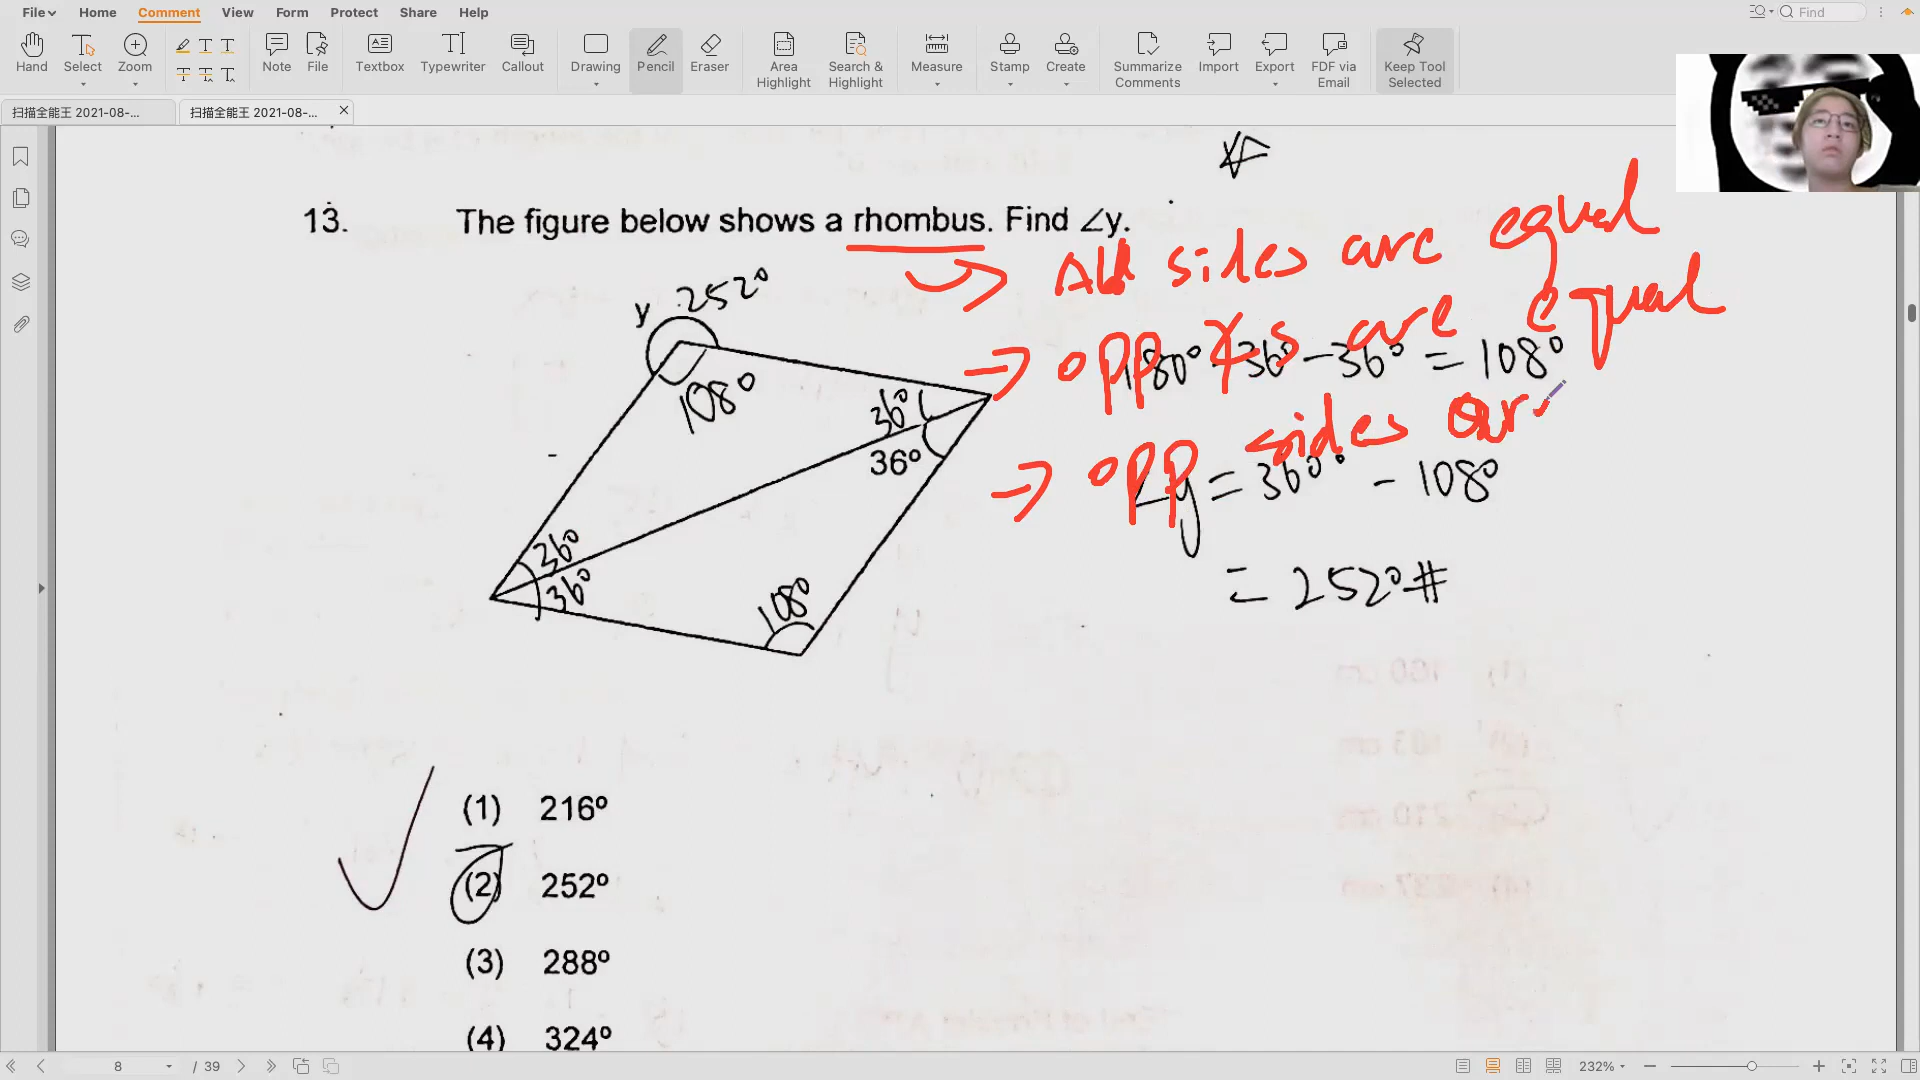 File Home Comment View Form Protect Share Help
Find
Hand Select Zoom Note File Textbox Typewriter Callout Drawing Pencil Eraser Area Highlight Search & Highlight Measure Stamp Create Summarize Comments Import Export FDF via Email Keep Tool Selected
扫描全能王 2021-08-... 扫描全能王 2021-08-...
13. The figure below shows a rhombus. Find ∠y.
All sides are equal
y 252°
→ opp ∠s are equal
180° - 36° - 36° = 108°
108°
36°
36°
→ opp sides ar
∠y = 360° - 108°
36°
36°
108°
= 252° #
(1) 216°
(2) 252°
(3) 288°
(4) 324°
8 / 39
232%